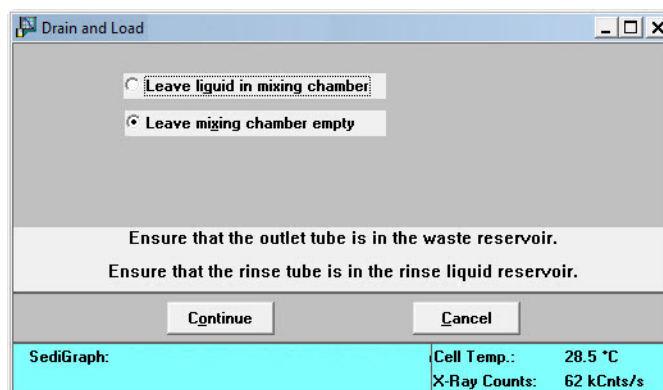 Drain and Load
Leave liquid in mixing chamber
Leave mixing chamber empty
Ensure that the outlet tube is in the waste reservoir.
Ensure that the rinse tube is in the rinse liquid reservoir.
Continue Cancel
SediGraph: Cell Temp.: 28.5 °C
X-Ray Counts: 62 kCnts/s